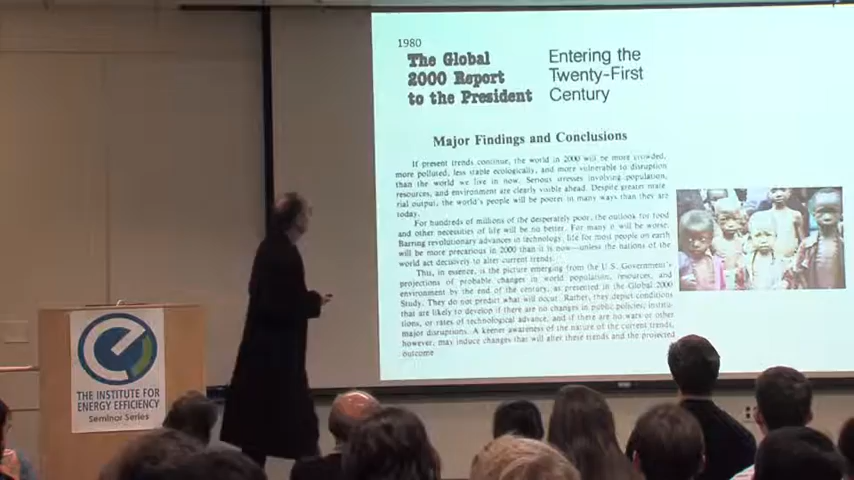 1980
The Global
2000 Report
to the President
Entering the
Twenty-First
Century
Major Findings and Conclusions
If present trends continue, the world in 2000 will be more crowded,
more polluted, less stable ecologically, and more vulnerable to disruption
than the world we live in now. Serious stresses involving population,
resources, and environment are clearly visible ahead. Despite greater mate-
rial output, the world's people will be poorer in many ways than they are
today.
For hundreds of millions of the desperately poor, the outlook for food
and other necessities of life will be no better. For many it will be worse.
Barring revolutionary advances in technology, life for most people on earth
will be more precarious in 2000 than it is now—unless the nations of the
world act decisively to alter current trends.
This, in essence, is the picture emerging from the U.S. Government's
projections of probable changes in world population, resources, and
environment by the end of the century, as presented in the Global 2000
Study. They do not predict what will occur. Rather, they depict conditions
that are likely to develop if there are no changes in public policies, institu-
tions, or rates of technological advance, and if there are no wars or other
major disruptions. A keener awareness of the nature of the current trends,
however, may induce changes that will alter these trends and the projected
outcome
THE INSTITUTE FOR
ENERGY EFFICIENCY
Seminar Series